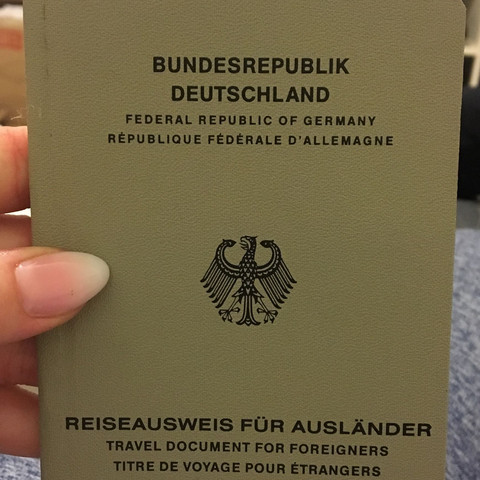 BUNDESREPUBLIK
DEUTSCHLAND
FEDERAL REPUBLIC OF GERMANY
RÉPUBLIQUE FÉDÉRALE D'ALLEMAGNE
REISEAUSWEIS FÜR AUSLÄNDER
TRAVEL DOCUMENT FOR FOREIGNERS
TITRE DE VOYAGE POUR ÉTRANGERS